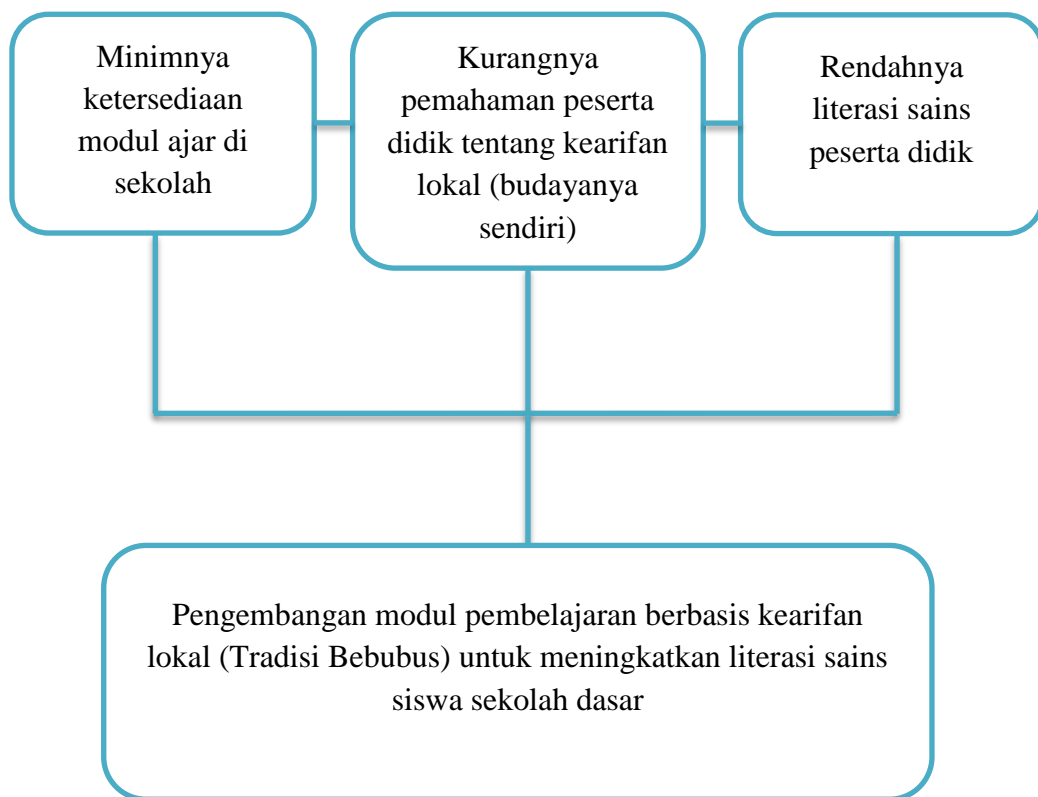 Minimnya
ketersediaan
modul ajar di
sekolah
Kurangnya
pemahaman peserta
didik tentang kearifan
lokal (budayanya
sendiri)
Rendahnya
literasi sains
peserta didik
Pengembangan modul pembelajaran berbasis kearifan
lokal (Tradisi Bebubus) untuk meningkatkan literasi sains
siswa sekolah dasar